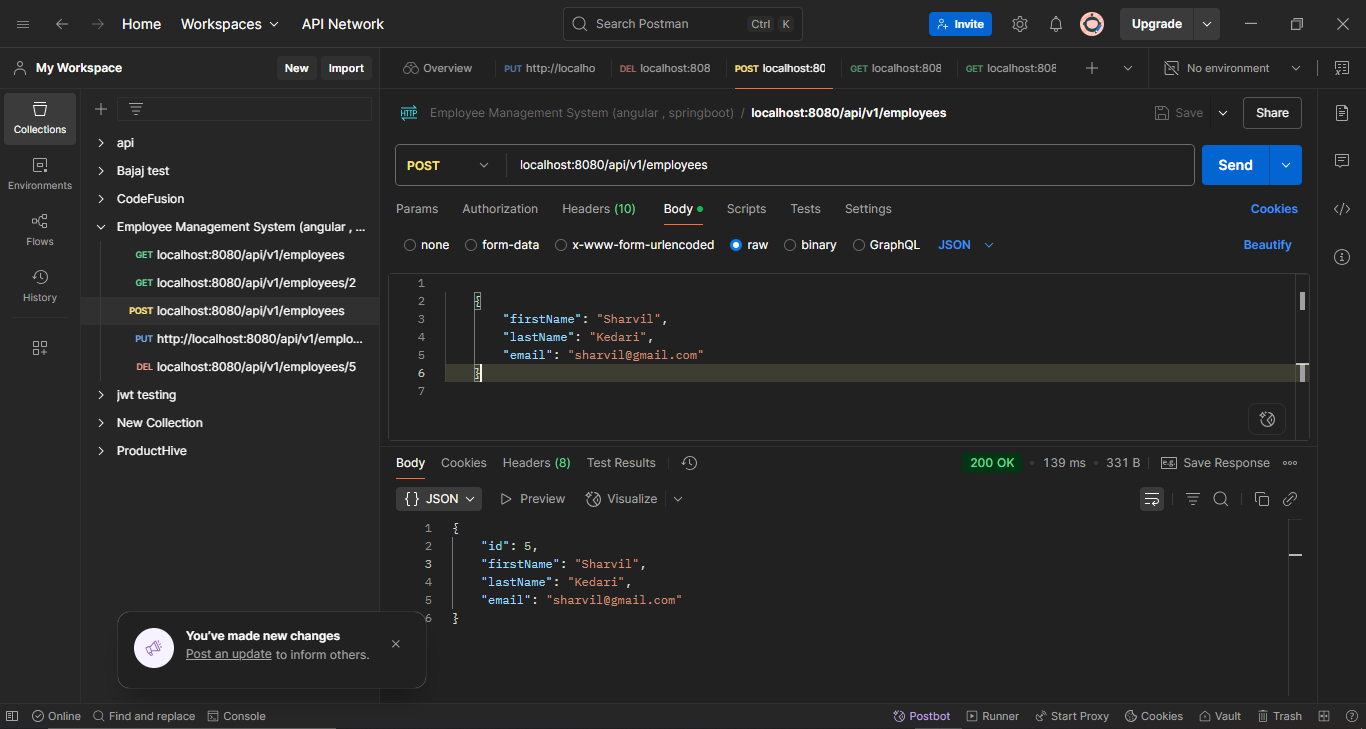 Home Workspaces API Network Search Postman Ctrl K Invite Upgrade
My Workspace New Import Overview PUT http://localho DEL localhost:808 POST localhost:80 GET localhost:808 GET localhost:808 No environment
Collections
Environments
Flows
History
api
Bajaj test
CodeFusion
Employee Management System (angular , ...
GET localhost:8080/api/v1/employees
GET localhost:8080/api/v1/employees/2
POST localhost:8080/api/v1/employees
PUT http://localhost:8080/api/v1/emplo...
DEL localhost:8080/api/v1/employees/5
jwt testing
New Collection
ProductHive
HTTP Employee Management System (angular , springboot) / localhost:8080/api/v1/employees Save Share
POST localhost:8080/api/v1/employees Send
Params Authorization Headers (10) Body Scripts Tests Settings Cookies
none form-data x-www-form-urlencoded raw binary GraphQL JSON Beautify
1
2 {
3 "firstName": "Sharvil",
4 "lastName": "Kedari",
5 "email": "sharvil@gmail.com"
6 }
7
Body Cookies Headers (8) Test Results 200 OK 139 ms 331 B e.g. Save Response
{} JSON Preview Visualize
1 {
2 "id": 5,
3 "firstName": "Sharvil",
4 "lastName": "Kedari",
5 "email": "sharvil@gmail.com"
6 }
You've made new changes
Post an update to inform others.
Online Find and replace Console Postbot Runner Start Proxy Cookies Vault Trash